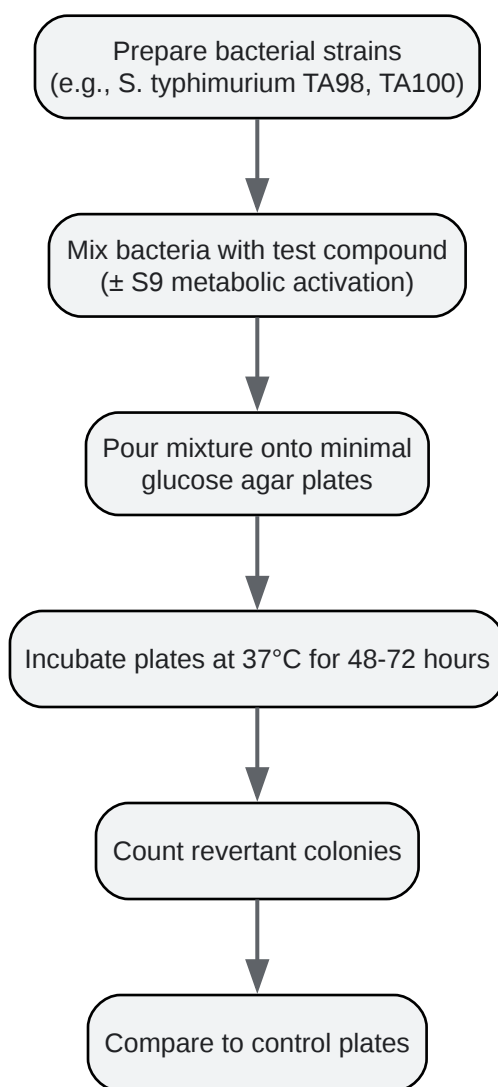 Prepare bacterial strains
(e.g., S. typhimurium TA98, TA100)
Mix bacteria with test compound
(± S9 metabolic activation)
Pour mixture onto minimal
glucose agar plates
Incubate plates at 37°C for 48-72 hours
Count revertant colonies
Compare to control plates